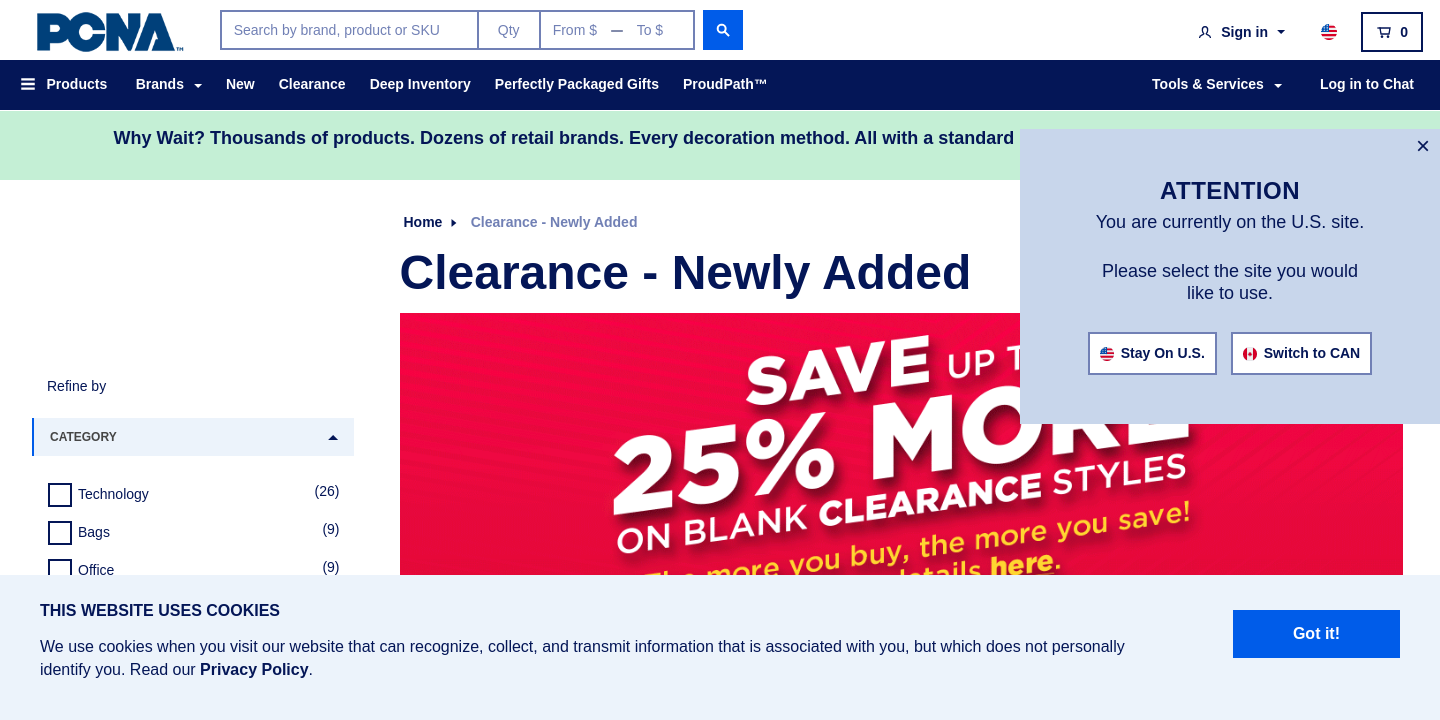 PCNA™
Search by brand, product or SKU
Qty
From $ — To $
Sign in
0
Products
Brands
New
Clearance
Deep Inventory
Perfectly Packaged Gifts
ProudPath™
Tools & Services
Log in to Chat
Why Wait? Thousands of products. Dozens of retail brands. Every decoration method. All with a standard
×
ATTENTION
You are currently on the U.S. site.
Please select the site you would
like to use.
Stay On U.S.
Switch to CAN
Home
Clearance - Newly Added
Clearance - Newly Added
SAVE UP T
25% MORE
ON BLANK CLEARANCE STYLES
The more you buy, the more you save!
details here.
Refine by
CATEGORY
Technology (26)
Bags (9)
Office (9)
THIS WEBSITE USES COOKIES
We use cookies when you visit our website that can recognize, collect, and transmit information that is associated with you, but which does not personally
identify you. Read our Privacy Policy.
Got it!